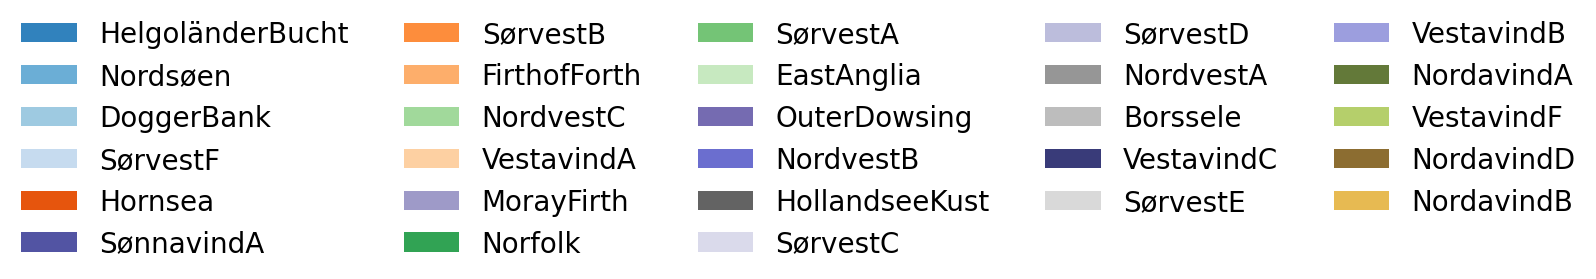 HelgoländerBucht
Nordsøen
DoggerBank
SørvestF
Hornsea
SønnavindA
SørvestB
FirthofForth
NordvestC
VestavindA
MorayFirth
Norfolk
SørvestA
EastAnglia
OuterDowsing
NordvestB
HollandseeKust
SørvestC
SørvestD
NordvestA
Borssele
VestavindC
SørvestE
VestavindB
NordavindA
VestavindF
NordavindD
NordavindB